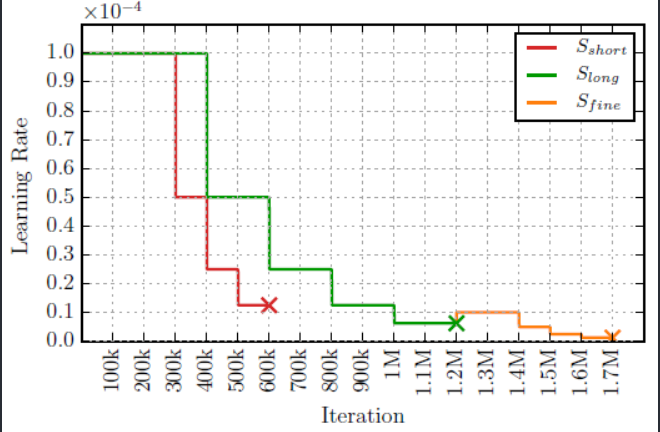 ×10⁻⁴
1.0
0.9
0.8
0.7
0.6
0.5
0.4
0.3
0.2
0.1
0.0
Learning Rate
S_short
S_long
S_fine
100k
200k
300k
400k
500k
600k
700k
800k
900k
1M
1.1M
1.2M
1.3M
1.4M
1.5M
1.6M
1.7M
Iteration